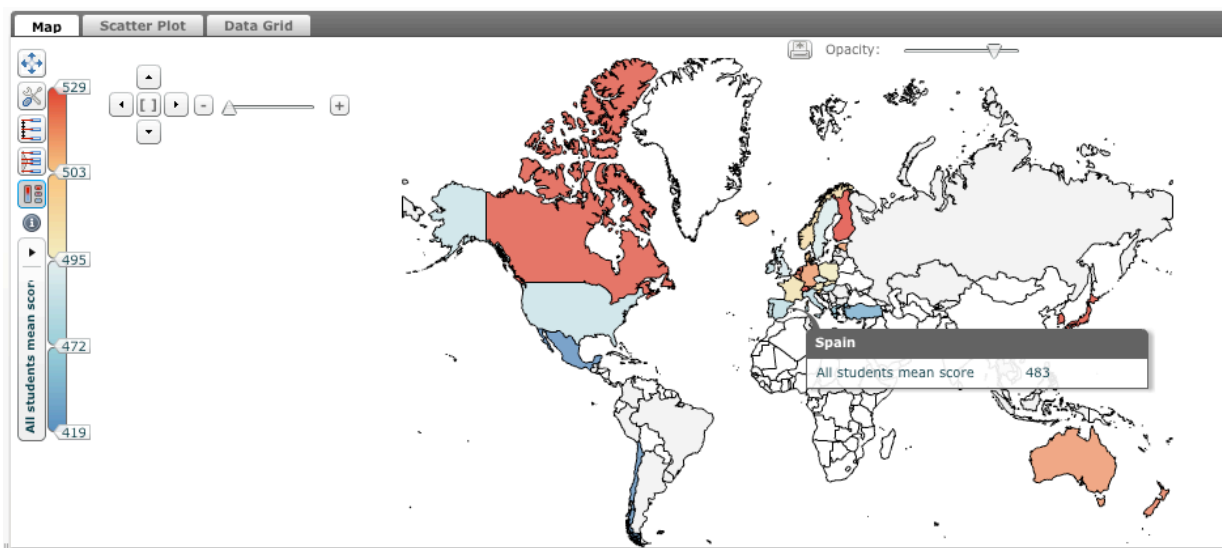 Map
Scatter Plot
Data Grid
Opacity:
529
503
495
472
419
[ ]
-
+
i
All students mean scor
Spain
All students mean score 483